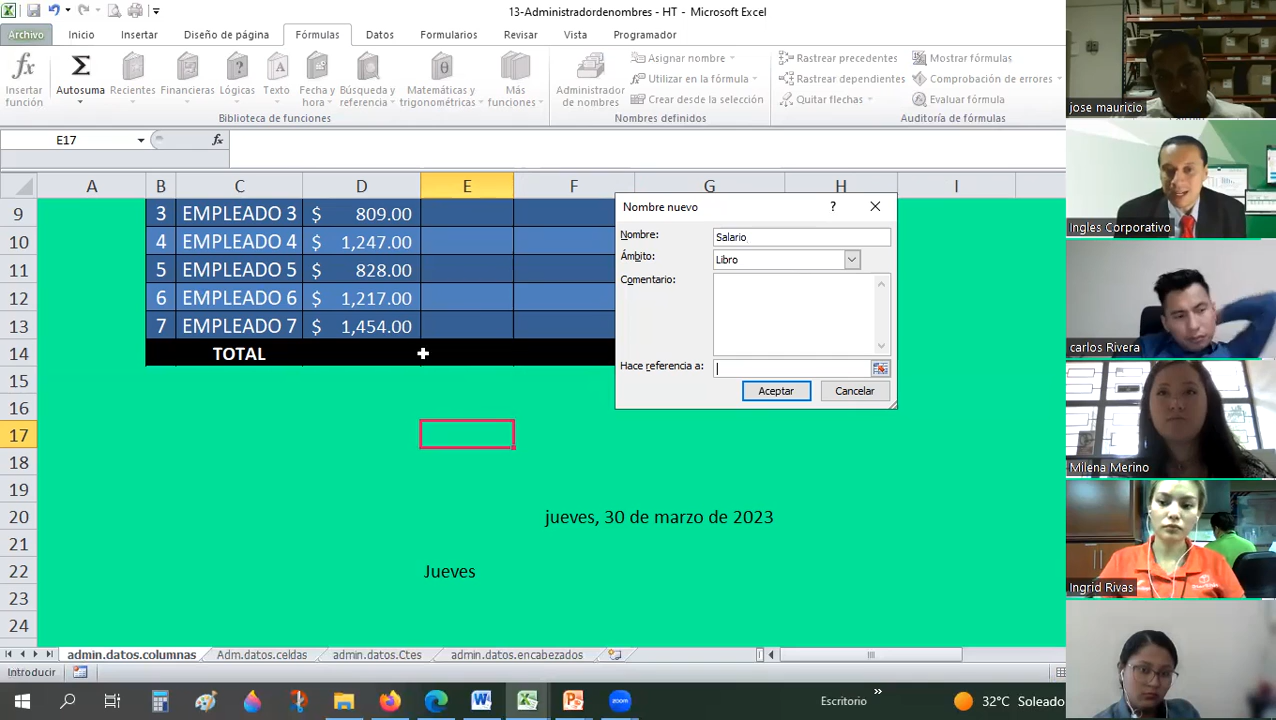 13-Administradordenombres - HT - Microsoft Excel
Archivo Inicio Insertar Diseño de página Fórmulas Datos Formularios Revisar Vista Programador
Insertar función
Autosuma
Recientes
Financieras
Lógicas
Texto
Fecha y hora
Búsqueda y referencia
Matemáticas y trigonométricas
Más funciones
Biblioteca de funciones
Administrador de nombres
Asignar nombre
Utilizar en la fórmula
Crear desde la selección
Nombres definidos
Rastrear precedentes
Rastrear dependientes
Quitar flechas
Mostrar fórmulas
Comprobación de errores
Evaluar fórmula
Auditoría de fórmulas
E17 fx
A B C D E F G H I
9 3 EMPLEADO 3 $ 809.00
10 4 EMPLEADO 4 $ 1,247.00
11 5 EMPLEADO 5 $ 828.00
12 6 EMPLEADO 6 $ 1,217.00
13 7 EMPLEADO 7 $ 1,454.00
14 TOTAL
15
16
17
18
19
20 jueves, 30 de marzo de 2023
21
22 Jueves
23
24
Nombre nuevo
Nombre: Salario
Ámbito: Libro
Comentario:
Hace referencia a:
Aceptar Cancelar
admin.datos.columnas Adm.datos.celdas admin.datos.Ctes admin.datos.encabezados
Introducir
zoom
Escritorio
32°C Soleado
jose mauricio
Ingles Corporativo
carlos Rivera
Milena Merino
Ingrid Rivas